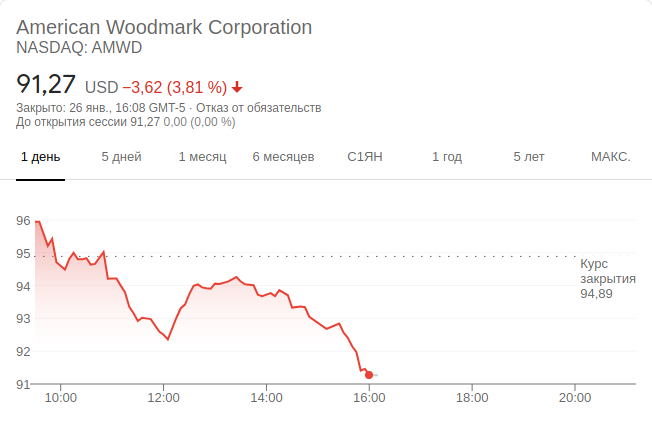 American Woodmark Corporation
NASDAQ: AMWD
91,27 USD −3,62 (3,81 %)
Закрыто: 26 янв., 16:08 GMT-5 · Отказ от обязательств
До открытия сессии 91,27 0,00 (0,00 %)
1 день 5 дней 1 месяц 6 месяцев С1ЯН 1 год 5 лет МАКС.
96
95
94
93
92
91
Курс
закрытия
94,89
10:00 12:00 14:00 16:00 18:00 20:00